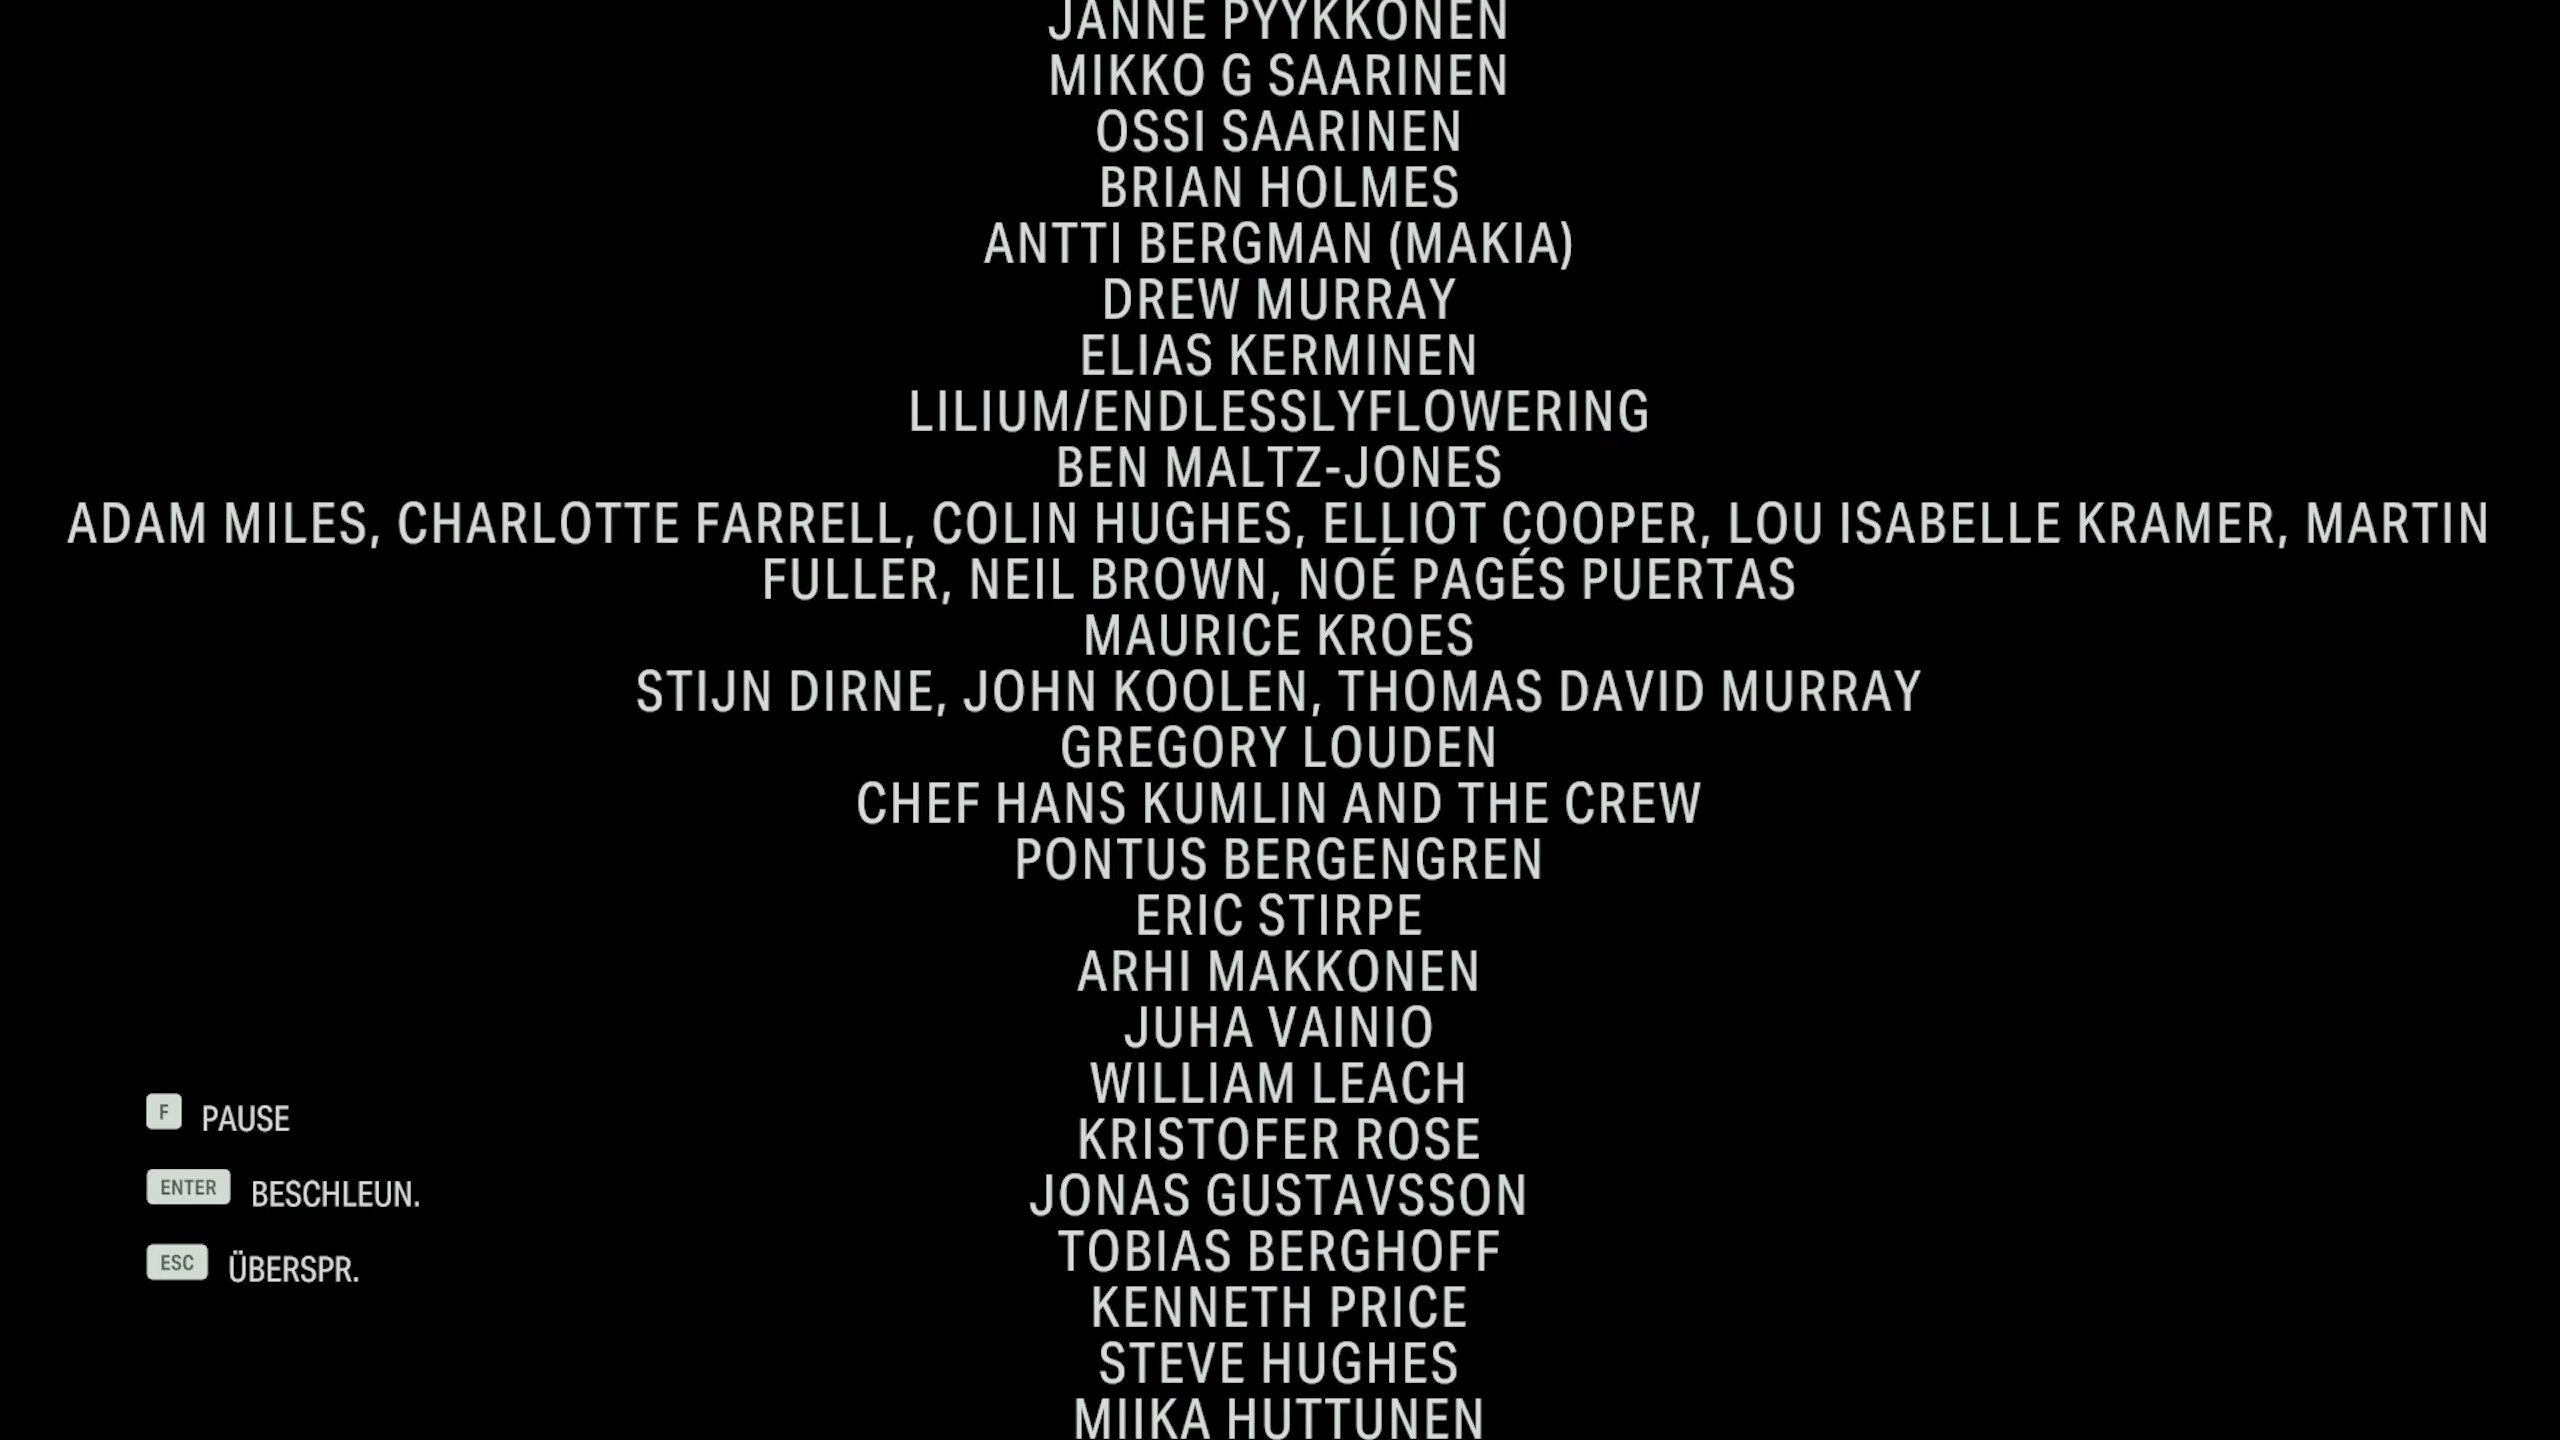 JANNE PYYKKÖNEN
MIKKO G SAARINEN
OSSI SAARINEN
BRIAN HOLMES
ANTTI BERGMAN (MAKIA)
DREW MURRAY
ELIAS KERMINEN
LILIUM/ENDLESSLYFLOWERING
BEN MALTZ-JONES
ADAM MILES, CHARLOTTE FARRELL, COLIN HUGHES, ELLIOT COOPER, LOU ISABELLE KRAMER, MARTIN
FULLER, NEIL BROWN, NOÉ PAGÉS PUERTAS
MAURICE KROES
STIJN DIRNE, JOHN KOOLEN, THOMAS DAVID MURRAY
GREGORY LOUDEN
CHEF HANS KUMLIN AND THE CREW
PONTUS BERGENGREN
ERIC STIRPE
ARHI MAKKONEN
JUHA VAINIO
WILLIAM LEACH
KRISTOFER ROSE
JONAS GUSTAVSSON
TOBIAS BERGHOFF
KENNETH PRICE
STEVE HUGHES
MIIKA HUTTUNEN
F PAUSE
ENTER BESCHLEUN.
ESC ÜBERSPR.